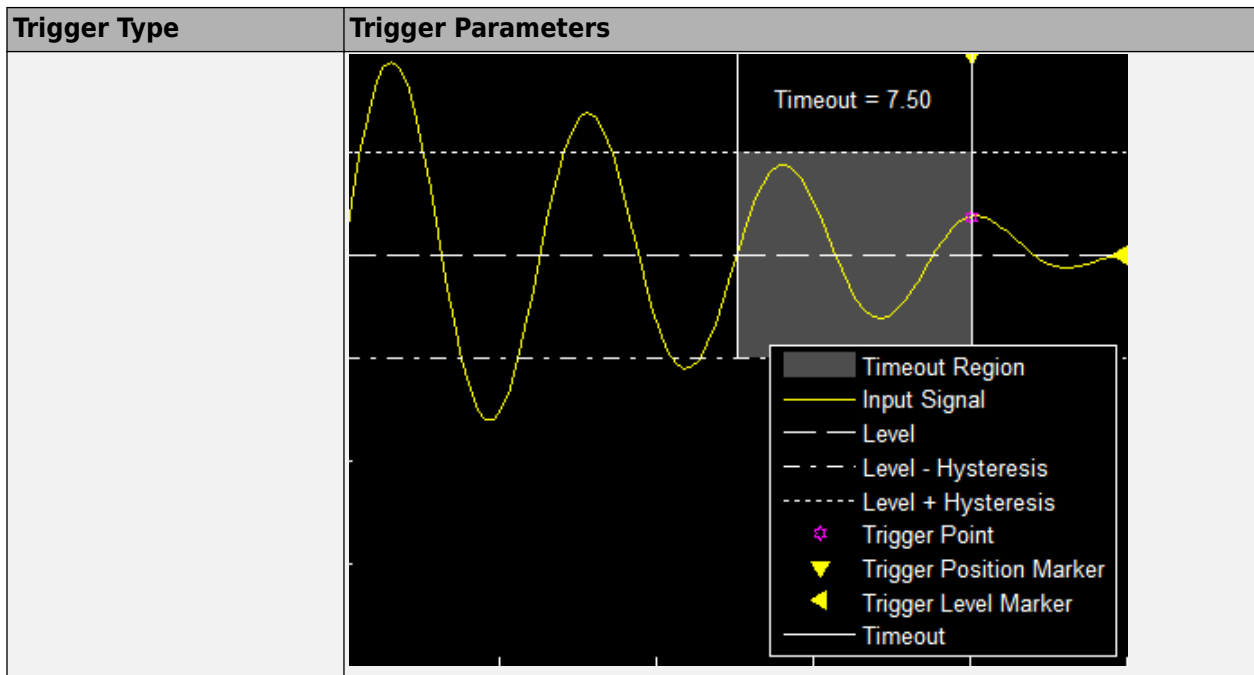 Trigger Type
Trigger Parameters
Timeout = 7.50
Timeout Region
Input Signal
Level
Level - Hysteresis
Level + Hysteresis
Trigger Point
Trigger Position Marker
Trigger Level Marker
Timeout